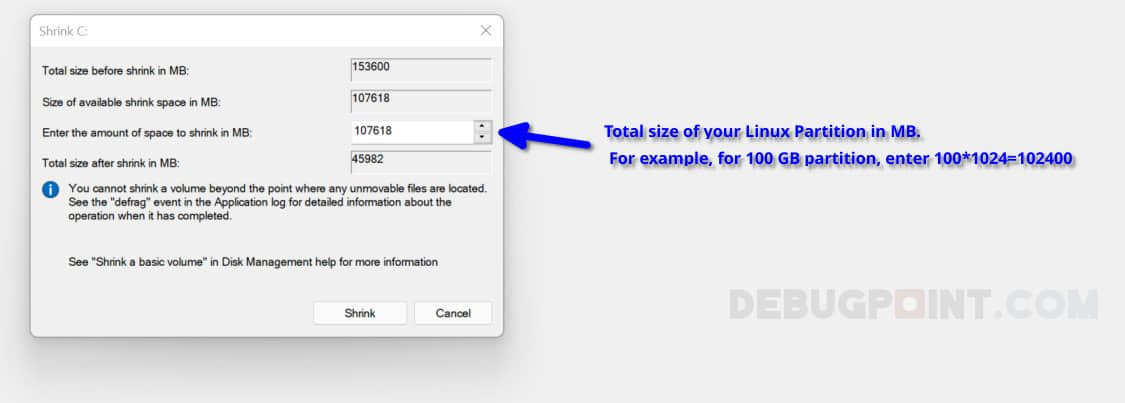 Shrink C:
Total size before shrink in MB: 153600
Size of available shrink space in MB: 107618
Enter the amount of space to shrink in MB: 107618
Total size after shrink in MB: 45982
Total size of your Linux Partition in MB.
For example, for 100 GB partition, enter 100*1024=102400
You cannot shrink a volume beyond the point where any unmovable files are located.
See the "defrag" event in the Application log for detailed information about the
operation when it has completed.
See "Shrink a basic volume" in Disk Management help for more information
Shrink Cancel
DEBUGPOINT.COM